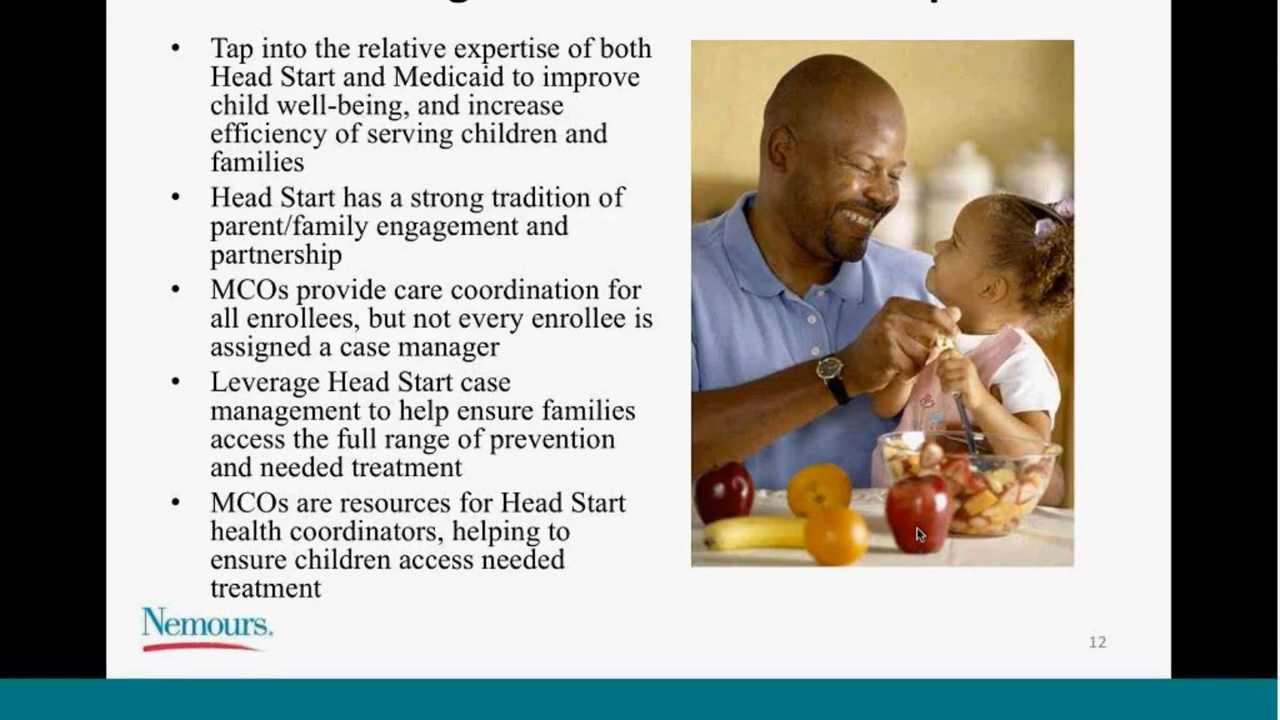 • Tap into the relative expertise of both
Head Start and Medicaid to improve
child well-being, and increase
efficiency of serving children and
families
• Head Start has a strong tradition of
parent/family engagement and
partnership
• MCOs provide care coordination for
all enrollees, but not every enrollee is
assigned a case manager
• Leverage Head Start case
management to help ensure families
access the full range of prevention
and needed treatment
• MCOs are resources for Head Start
health coordinators, helping to
ensure children access needed
treatment
Nemours.
12